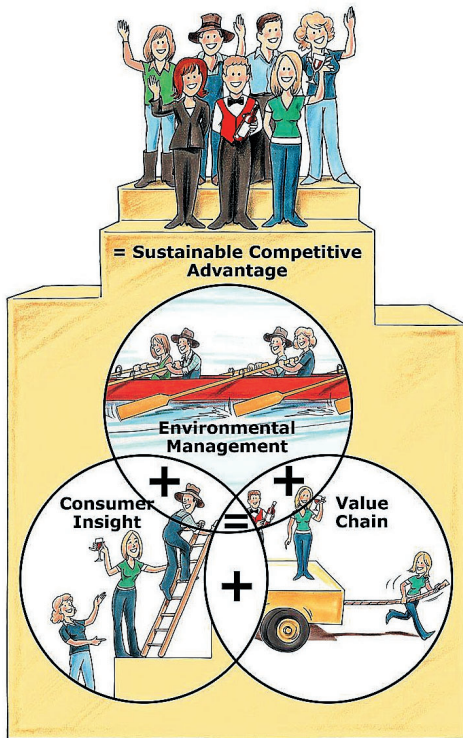 = Sustainable Competitive
Advantage
Environmental
Management
+ +
Consumer
Insight
=
Value
Chain
+